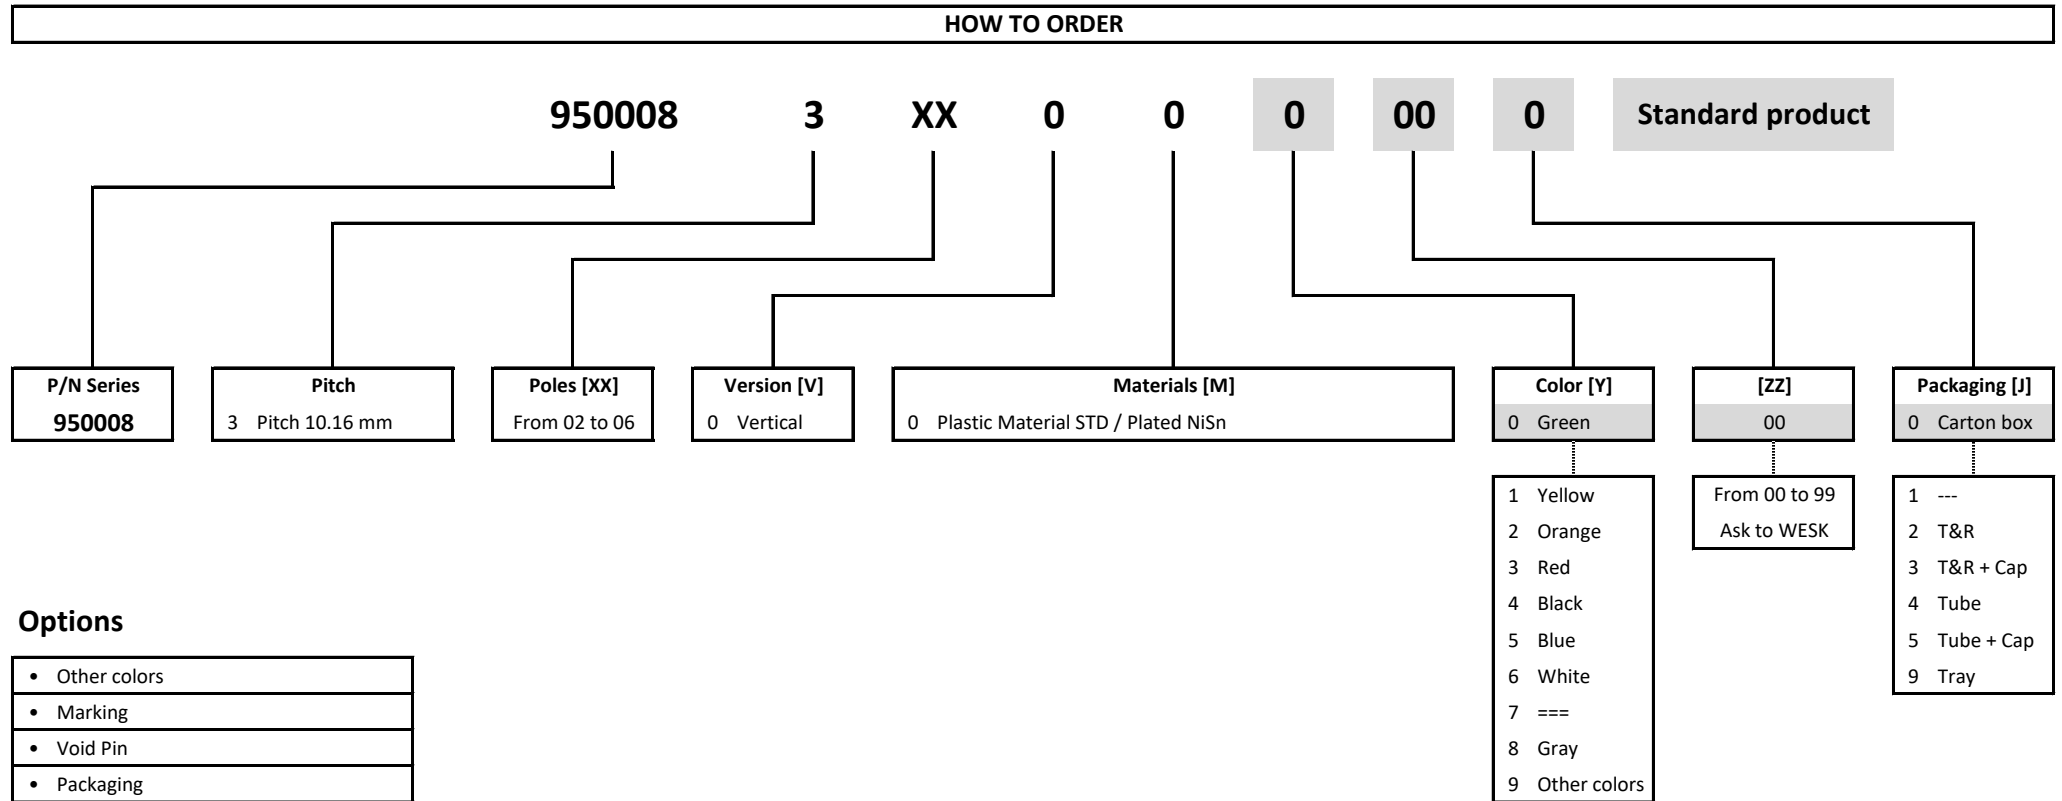 HOW TO ORDER
950008 3 XX 0 0 0 00 0 Standard product
P/N Series Pitch Poles [XX] Version [V] Materials [M] Color [Y] [ZZ] Packaging [J]
950008 3 Pitch 10.16 mm From 02 to 06 0 Vertical 0 Plastic Material STD / Plated NiSn 0 Green 00 0 Carton box
1 Yellow From 00 to 99 1 ---
2 Orange Ask to WESK 2 T&R
3 Red 3 T&R + Cap
4 Black 4 Tube
5 Blue 5 Tube + Cap
6 White 9 Tray
7 ===
8 Gray
9 Other colors
Options
• Other colors
• Marking
• Void Pin
• Packaging